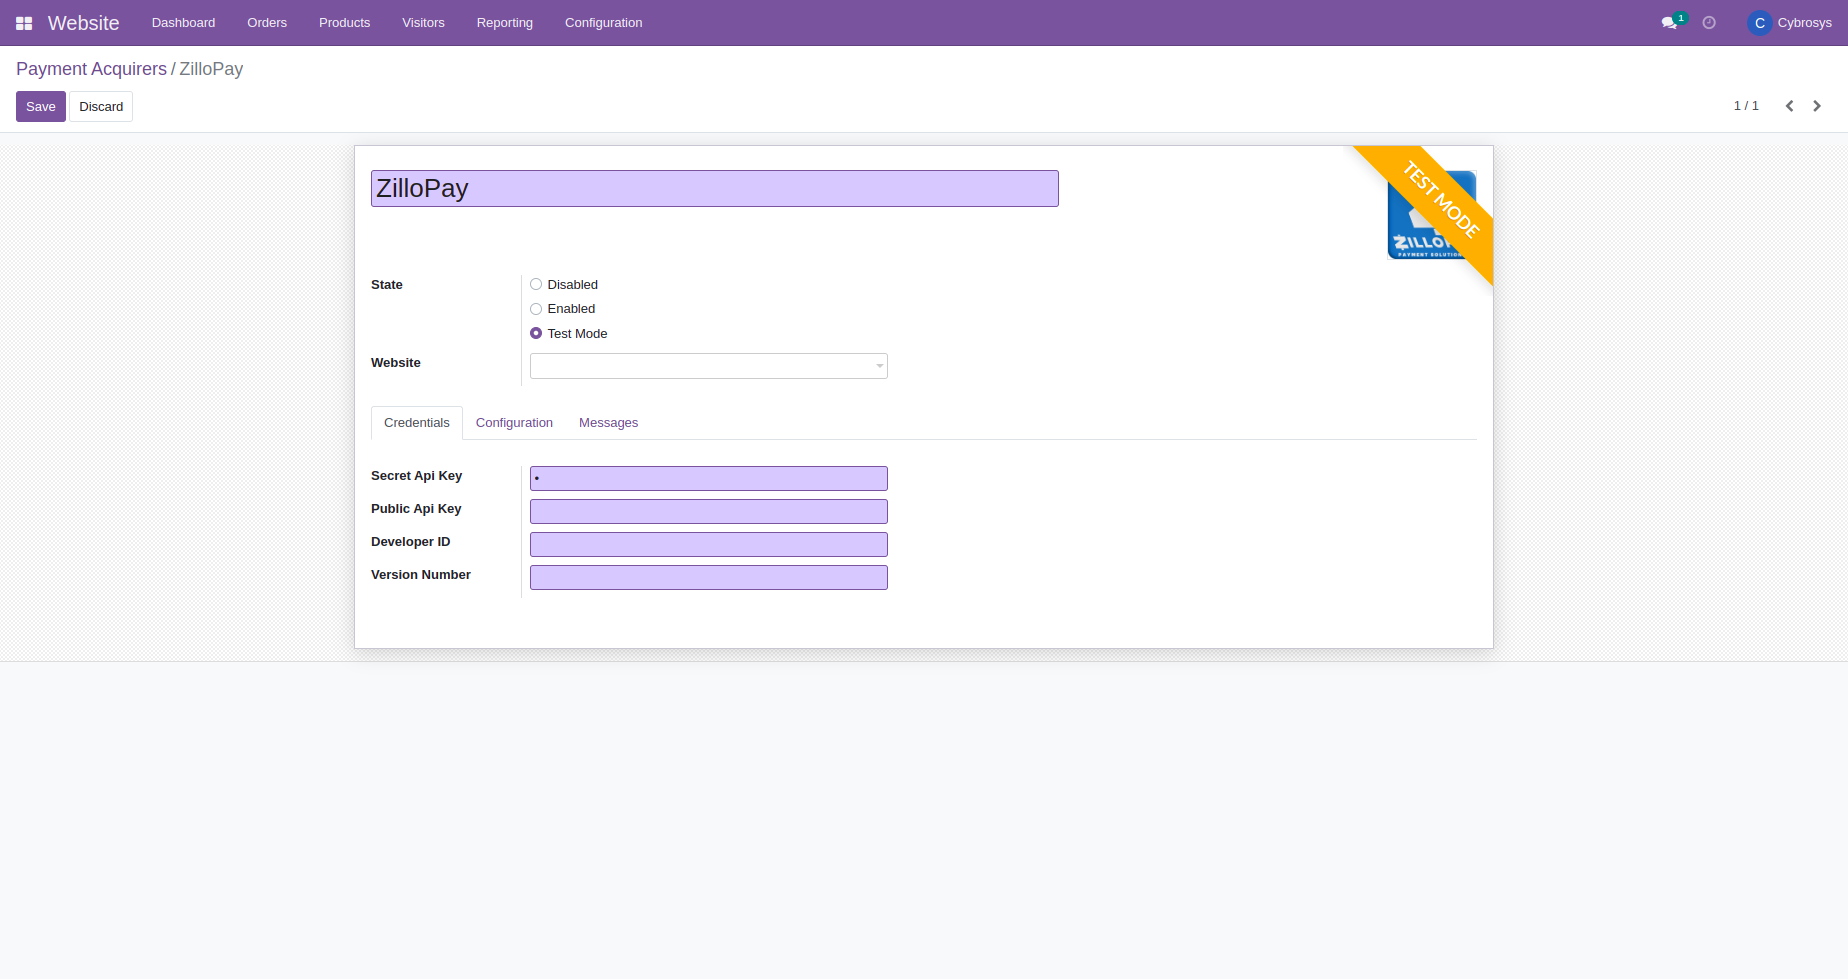 Website Dashboard Orders Products Visitors Reporting Configuration 1 C Cybrosys
Payment Acquirers / ZilloPay
Save Discard 1 / 1
ZilloPay
TEST MODE
PAYMENT
State Disabled
Enabled
Test Mode
Website
Credentials Configuration Messages
Secret Api Key •
Public Api Key
Developer ID
Version Number